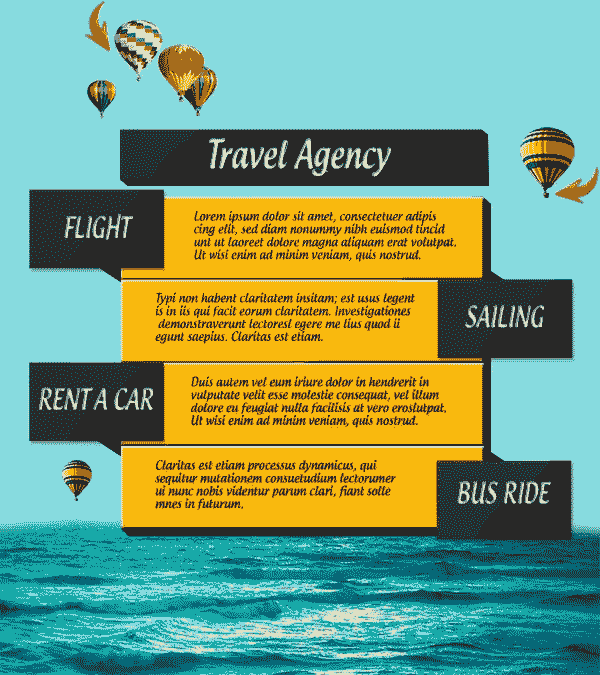 Travel Agency
FLIGHT
Lorem ipsum dolor sit amet, consectetuer adipis
cing elit, sed diam nonummy nibh euismod tincid
unt ut laoreet dolore magna aliquam erat volutpat.
Ut wisi enim ad minim veniam, quis nostrud.
Typi non habent claritatem insitam; est usus legent
is in iis qui facit eorum claritatem. Investigationes
demonstraverunt lectoresl egere me lius quod ii
egunt saepius. Claritas est etiam.
SAILING
RENT A CAR
Duis autem vel eum iriure dolor in hendrerit in
vulputate velit esse molestie consequat, vel illum
dolore eu feugiat nulla facilisis at vero eroslutpat.
Ut wisi enim ad minim veniam, quis nostrud.
Claritas est etiam processus dynamicus, qui
sequitur mutationem consuetudium lectorumer
ui nunc nobis videntur parum clari, fiant solle
mnes in futurum.
BUS RIDE